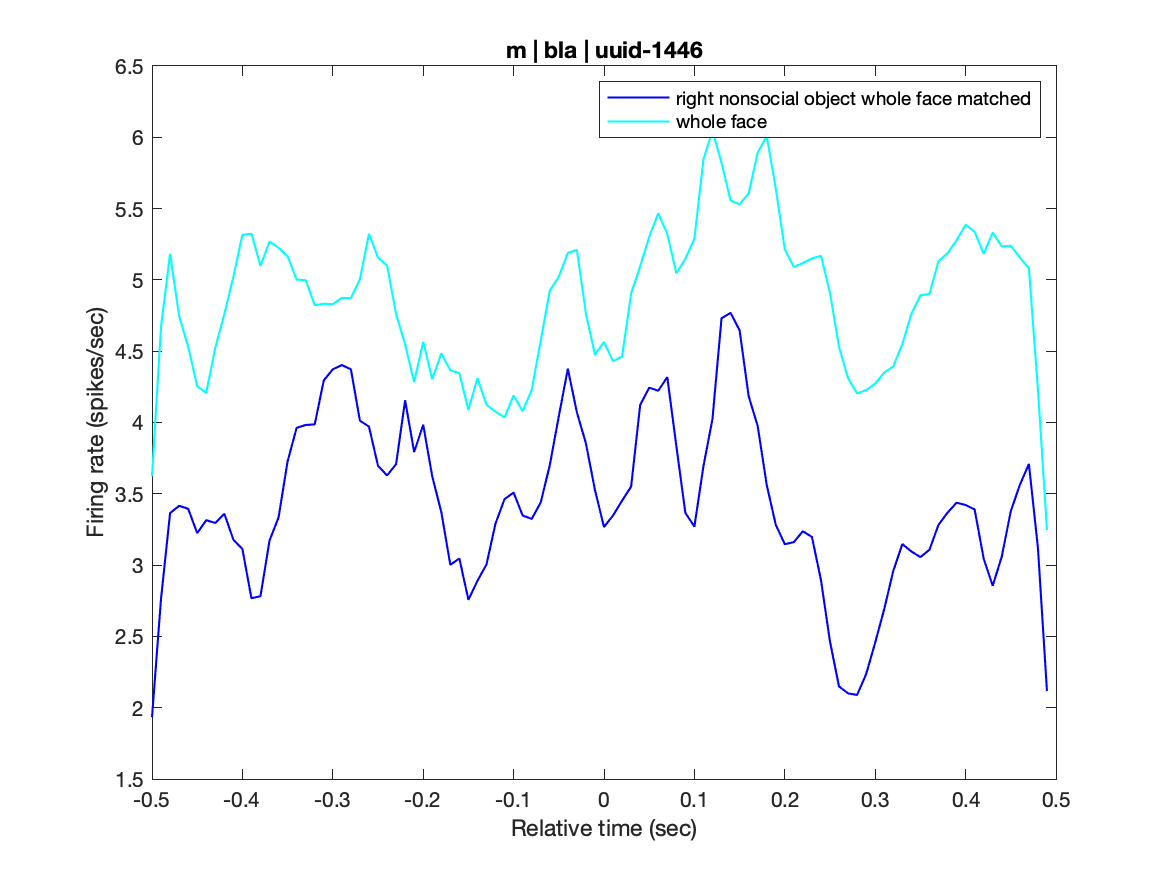 m | bla | uuid-1446
right nonsocial object whole face matched
whole face
6.5
6
5.5
5
4.5
4
3.5
3
2.5
2
1.5
Firing rate (spikes/sec)
-0.5 -0.4 -0.3 -0.2 -0.1 0 0.1 0.2 0.3 0.4 0.5
Relative time (sec)